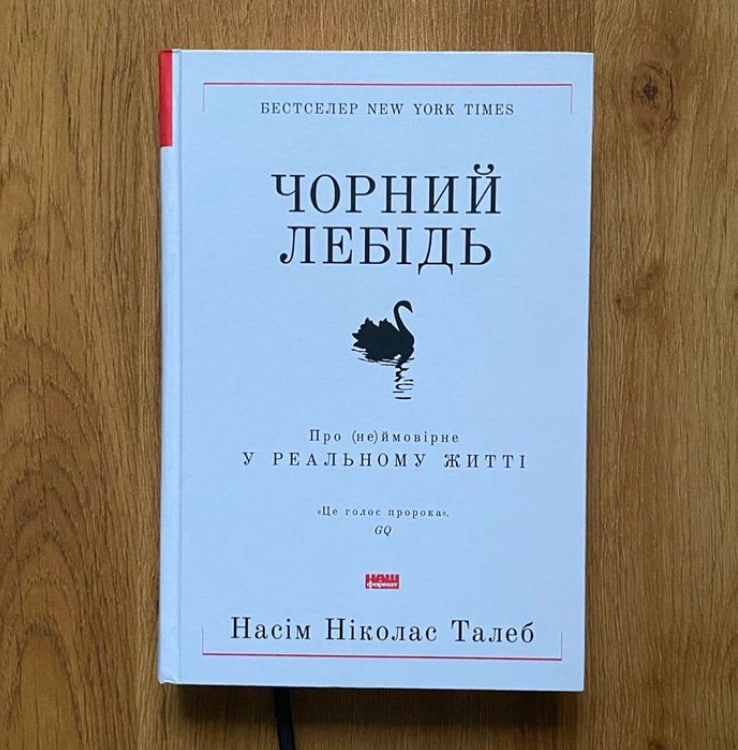 БЕСТСЕЛЕР NEW YORK TIMES
ЧОРНИЙ
ЛЕБІДЬ
Про (не)ймовірне
У РЕАЛЬНОМУ ЖИТТІ
«Це голос пророка».
GQ
НАШ
формат
Насім Ніколас Талеб